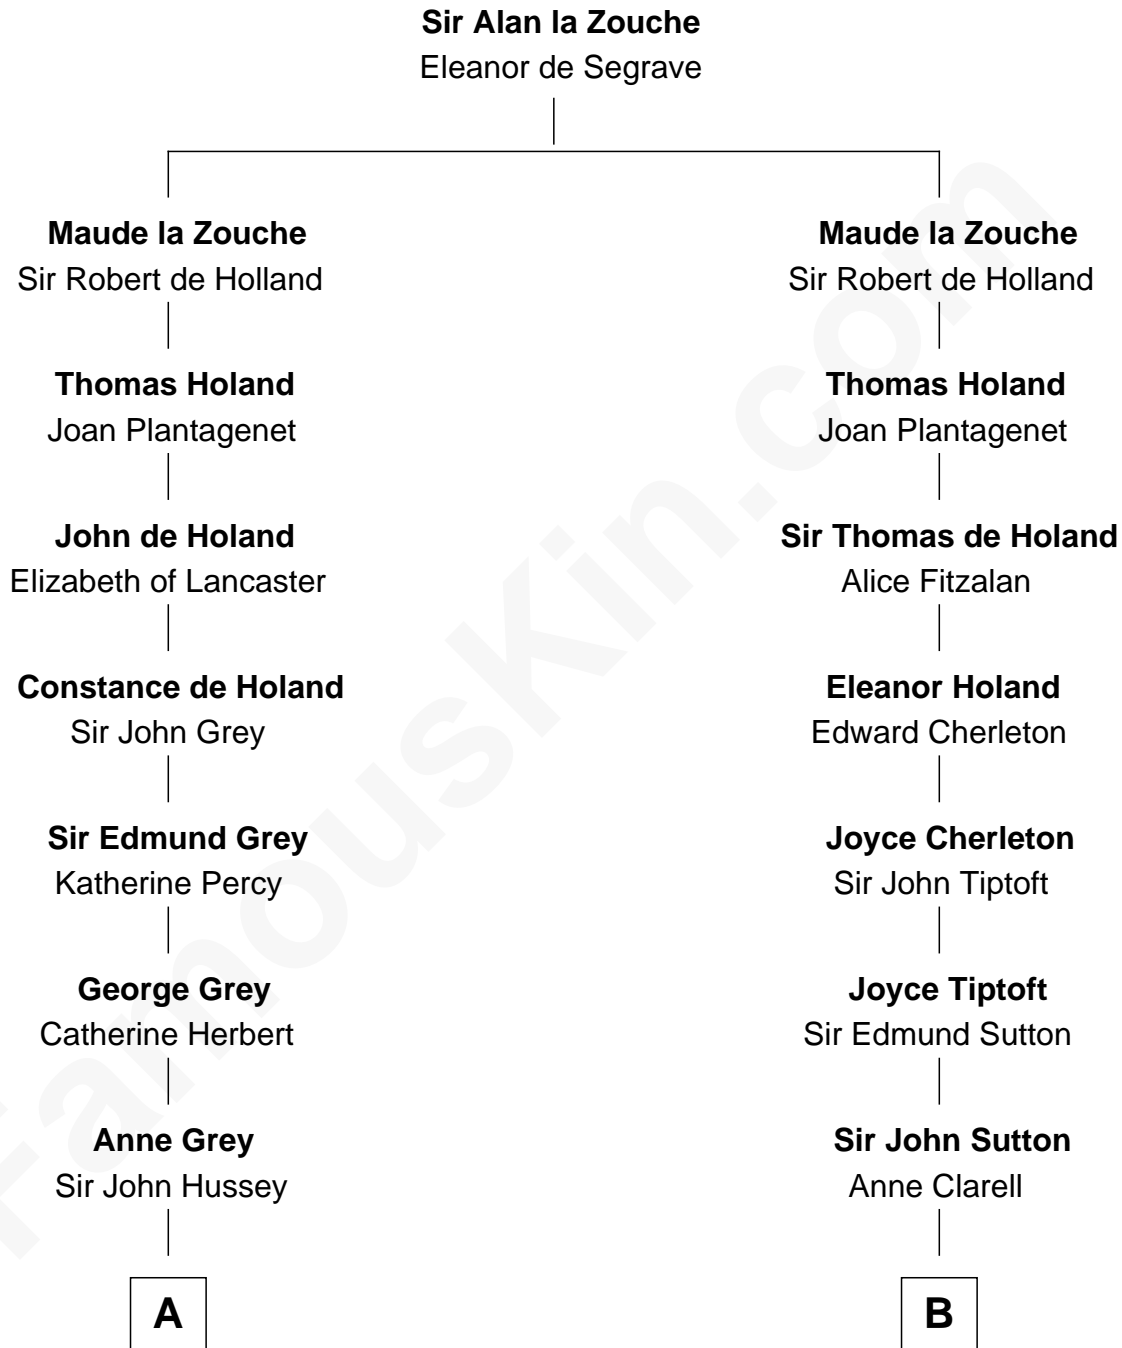 Sir Alan la Zouche
Eleanor de Segrave
Maude la Zouche
Sir Robert de Holland
Maude la Zouche
Sir Robert de Holland
Thomas Holand
Joan Plantagenet
Thomas Holand
Joan Plantagenet
John de Holand
Elizabeth of Lancaster
Sir Thomas de Holand
Alice Fitzalan
Constance de Holand
Sir John Grey
Eleanor Holand
Edward Cherleton
Sir Edmund Grey
Katherine Percy
Joyce Cherleton
Sir John Tiptoft
George Grey
Catherine Herbert
Joyce Tiptoft
Sir Edmund Sutton
Anne Grey
Sir John Hussey
Sir John Sutton
Anne Clarell
A
B
FamousKin.com